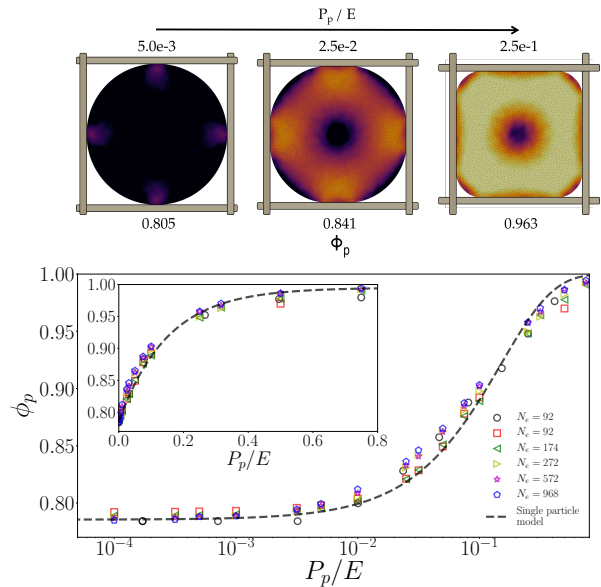 P_p / E
5.0e-3 2.5e-2 2.5e-1
0.805 0.841 0.963
ϕ_p
1.00
0.95
0.90
0.85
0.80
ϕ_p
1.00
0.95
0.90
0.85
0.80
0.0 0.2 0.4 0.6 0.8
P_p/E
N_e = 92
N_e = 92
N_e = 174
N_e = 272
N_e = 572
N_e = 968
Single particle
model
10^{-4} 10^{-3} 10^{-2} 10^{-1}
P_p/E